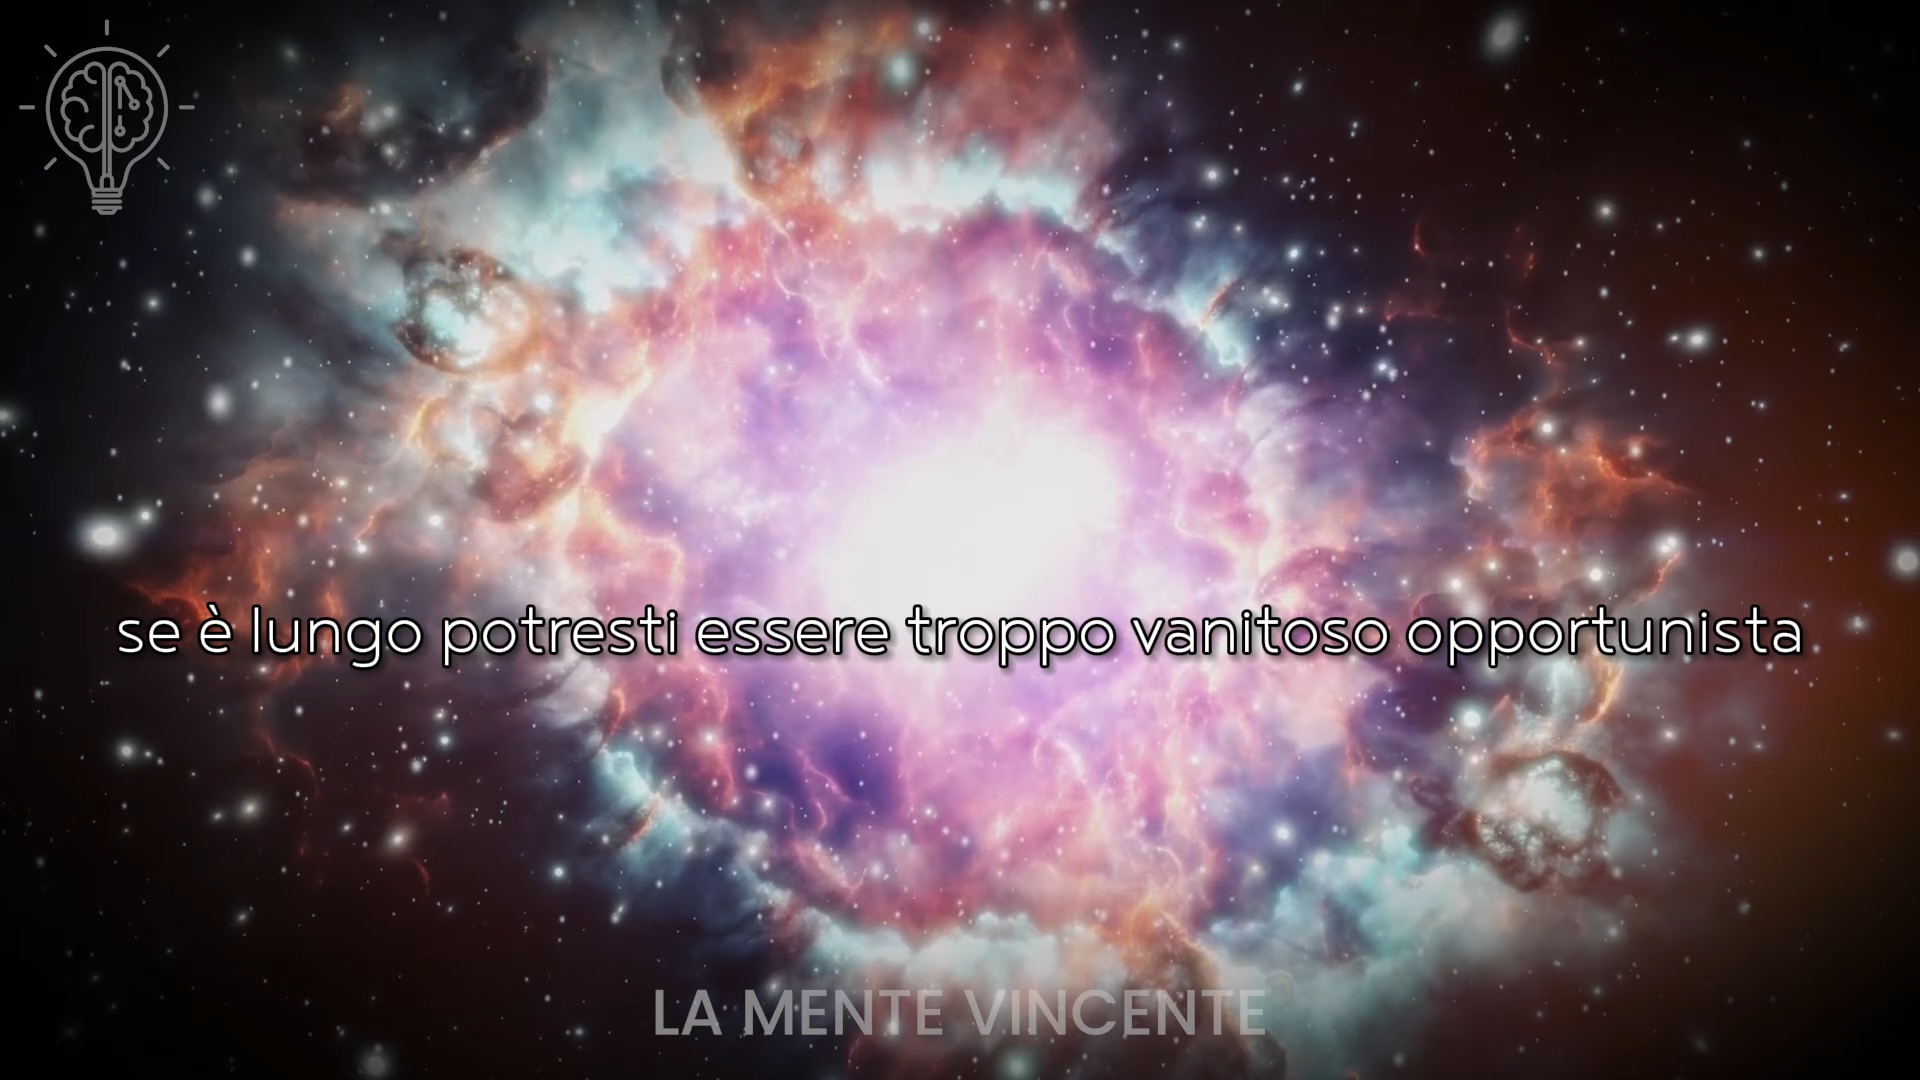 se è lungo potresti essere troppo vanitoso opportunista
LA MENTE VINCENTE